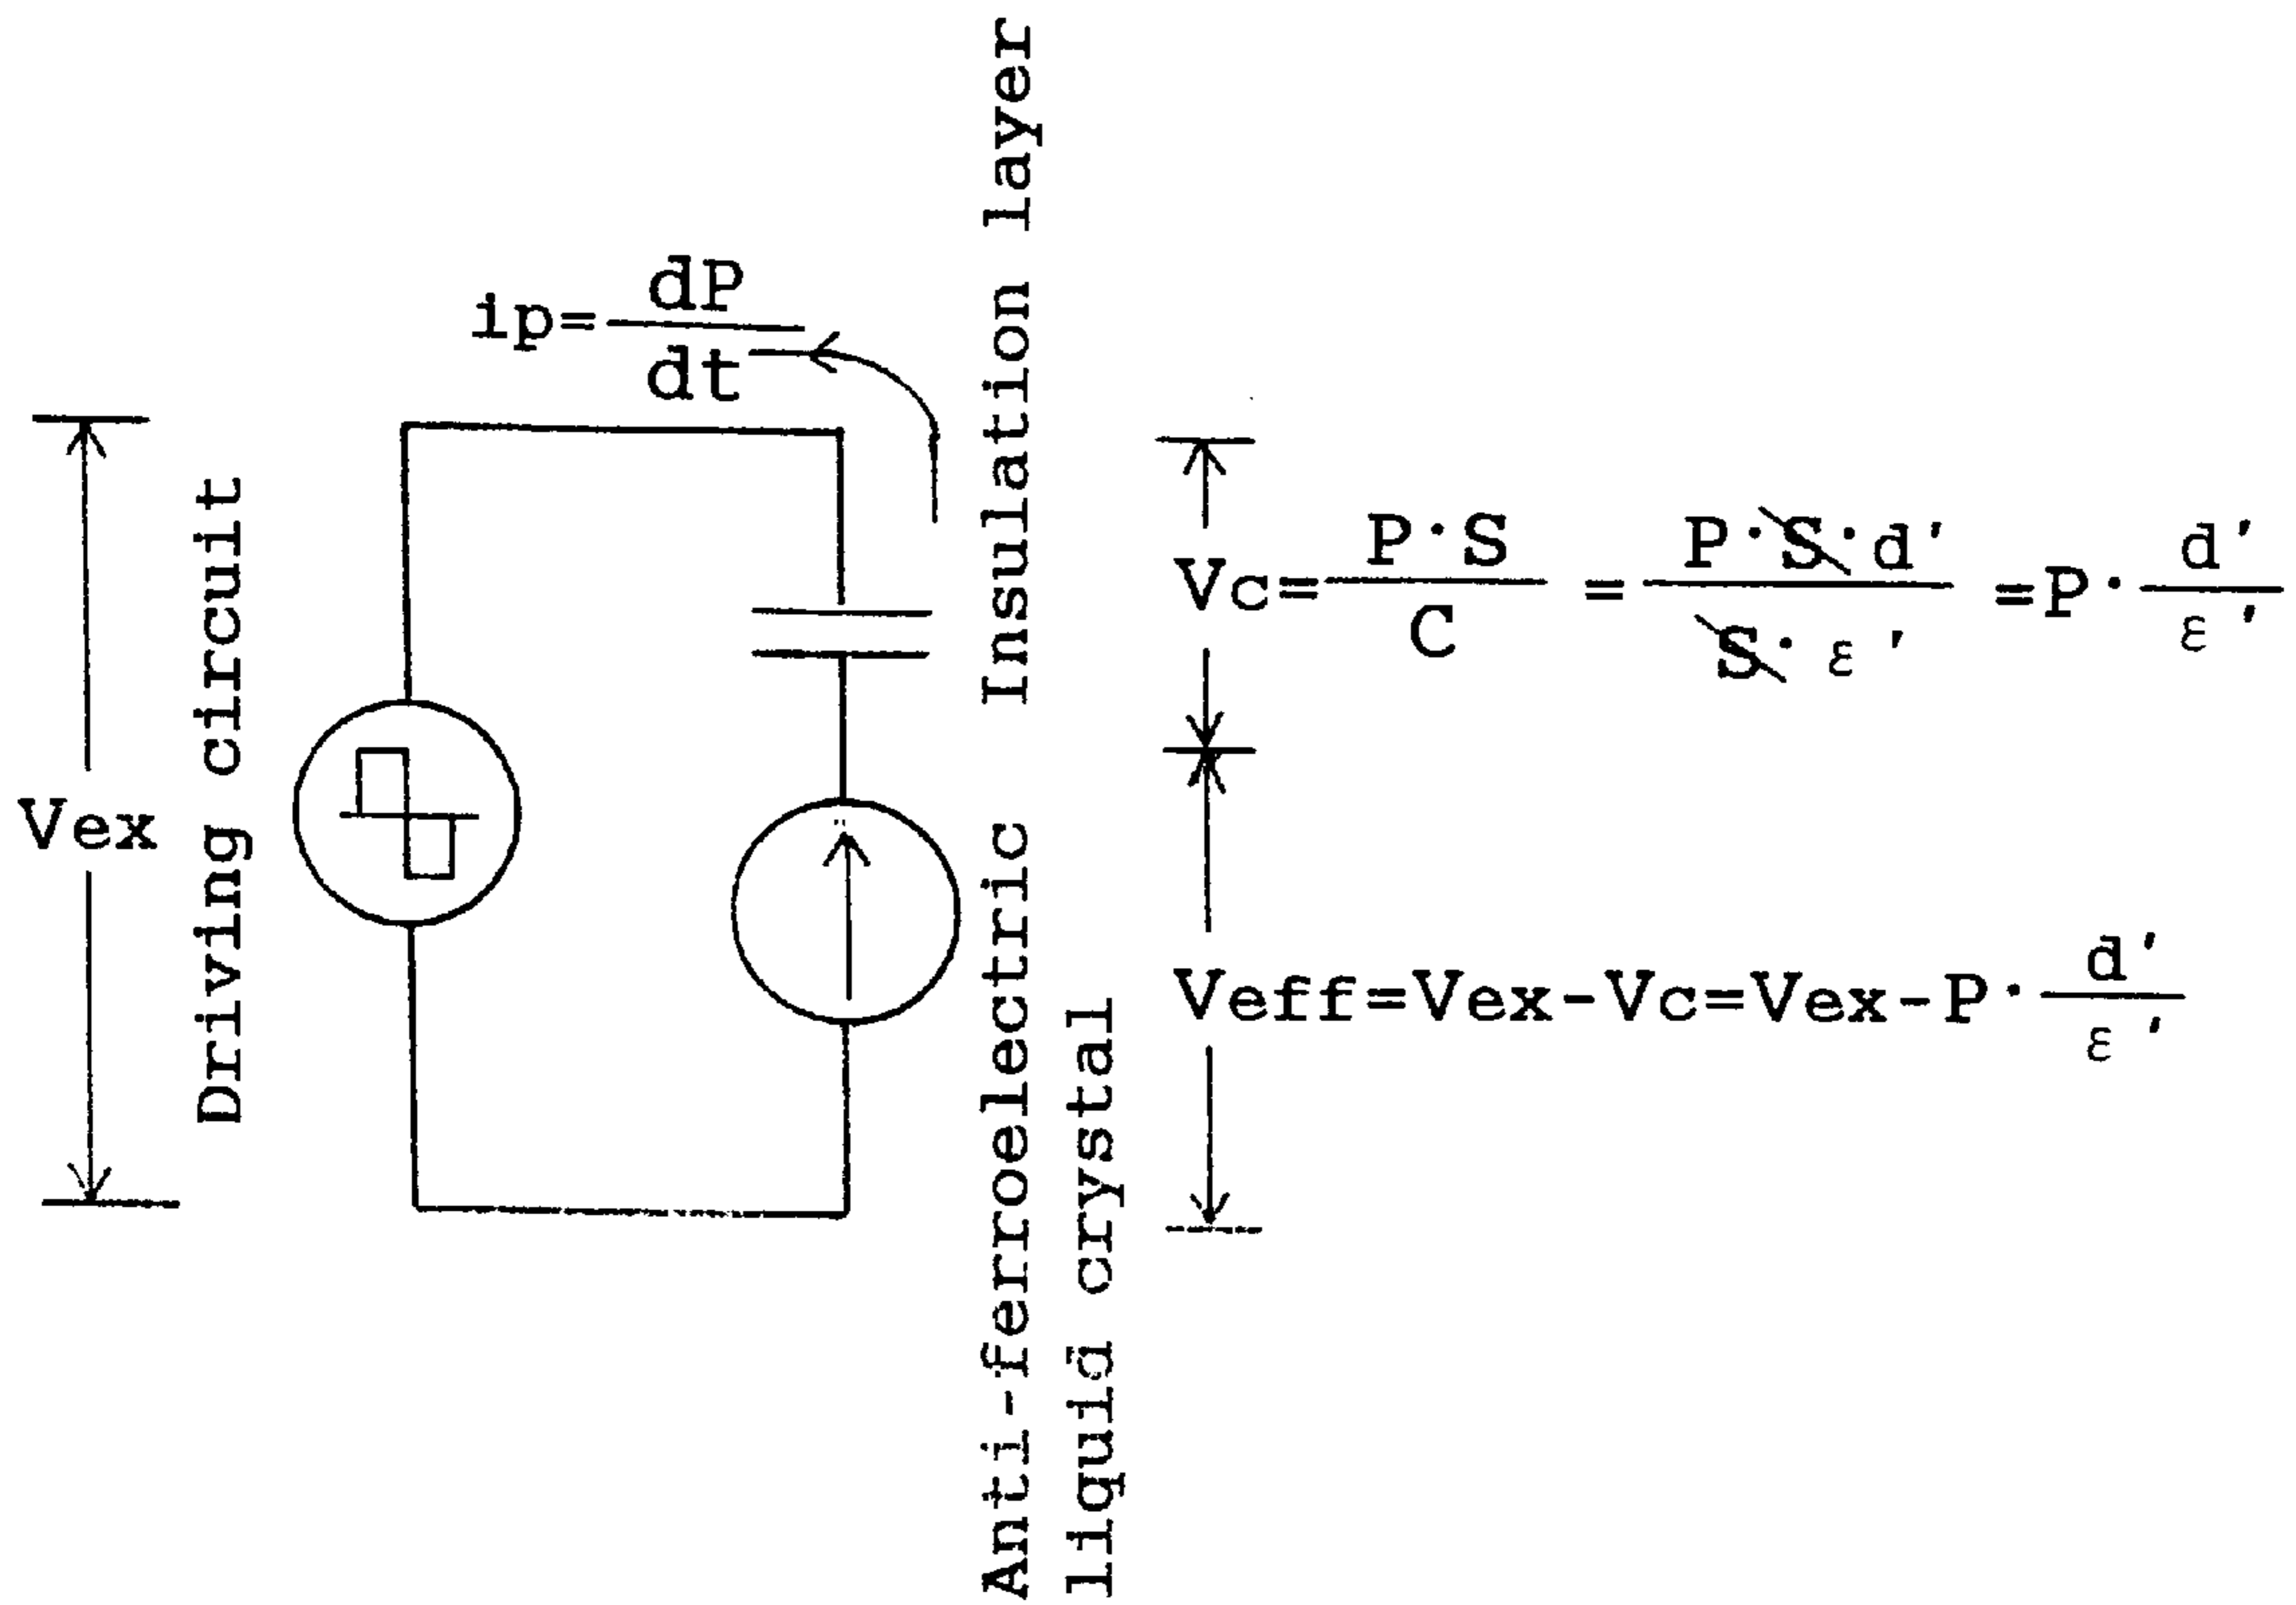 ip=dP/dt
Vex
Driving circuit
Insulation layer
Anti-ferroelectric
liquid crystal
Vc=P·S/C=P·S·d'/S·ε'=P·d'/ε'
Veff=Vex-Vc=Vex-P·d'/ε'